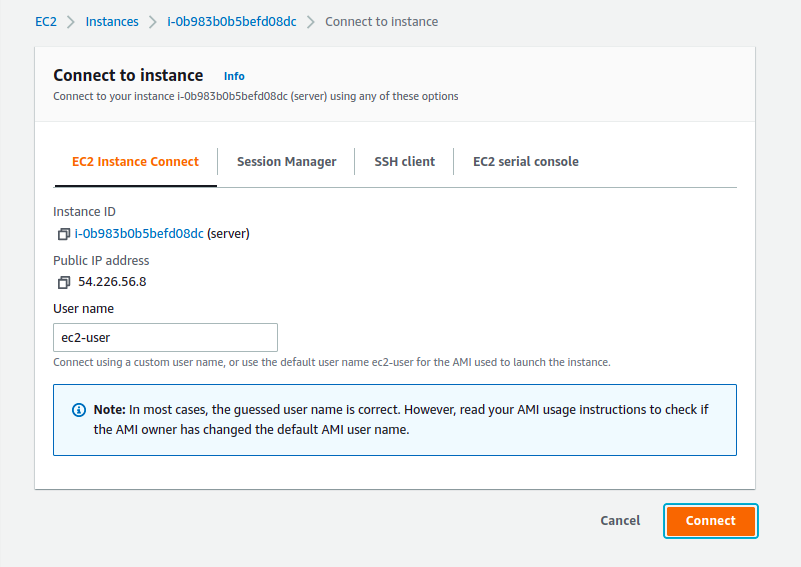 EC2 > Instances > i-0b983b0b5befd08dc > Connect to instance
Connect to instance Info
Connect to your instance i-0b983b0b5befd08dc (server) using any of these options
EC2 Instance Connect Session Manager SSH client EC2 serial console
Instance ID
i-0b983b0b5befd08dc (server)
Public IP address
54.226.56.8
User name
ec2-user
Connect using a custom user name, or use the default user name ec2-user for the AMI used to launch the instance.
Note: In most cases, the guessed user name is correct. However, read your AMI usage instructions to check if
the AMI owner has changed the default AMI user name.
Cancel Connect